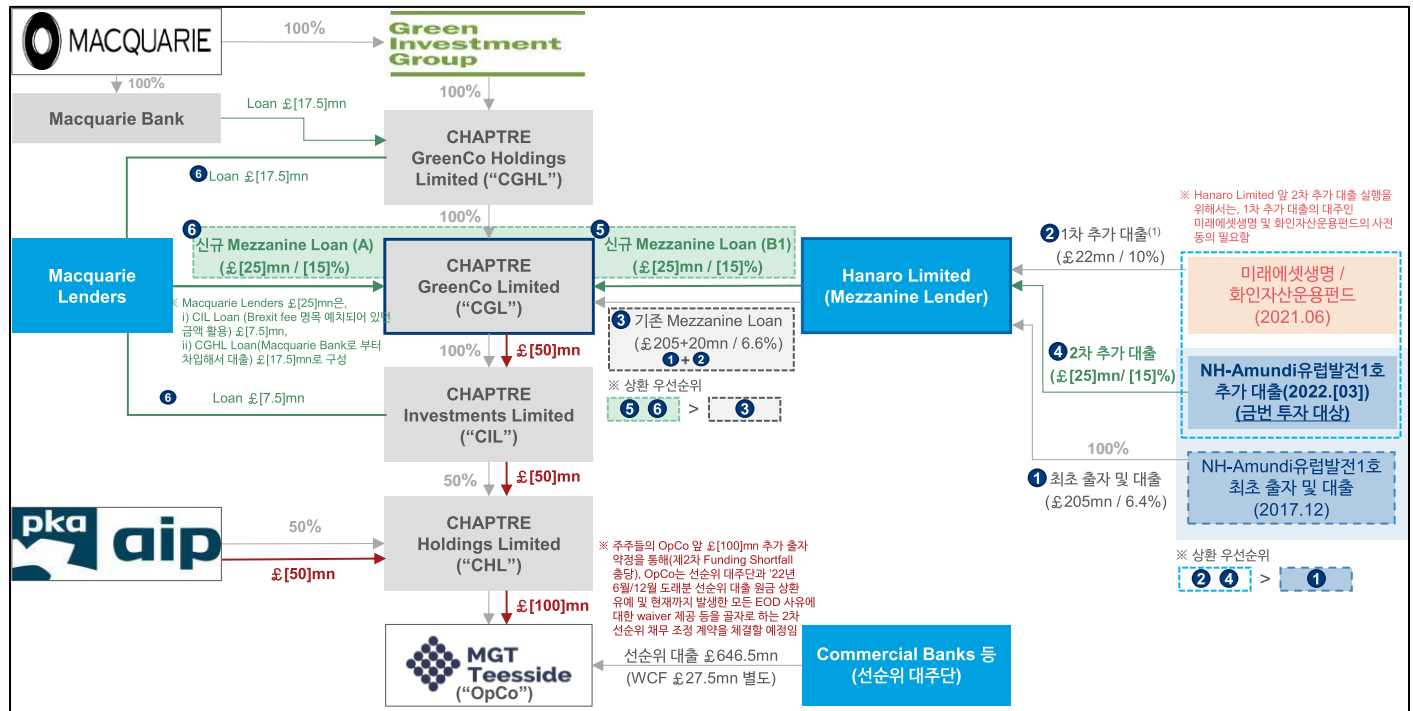 MACQUARIE
100%
Green
Investment
Group
100%
Macquarie Bank
Loan £[17.5]mn
100%
CHAPTRE
GreenCo Holdings
Limited (“CGHL”)
❻ Loan £[17.5]mn
100%
※ Hanaro Limited 앞 2차 추가 대출 실행을
위해서는, 1차 추가 대출의 대주인
미래에셋생명 및 화인자산운용펀드의 사전
동의 필요함
❻
신규 Mezzanine Loan (A)
(£[25]mn / [15]%)
❺
신규 Mezzanine Loan (B1)
(£[25]mn / [15]%)
❷ 1차 추가 대출(1)
(£22mn / 10%)
Macquarie
Lenders
CHAPTRE
GreenCo Limited
(“CGL”)
Hanaro Limited
(Mezzanine Lender)
미래에셋생명 /
화인자산운용펀드
(2021.06)
※ Macquarie Lenders £[25]mn은,
i) CIL Loan (Brexit fee 명목 예치되어 있던
금액 활용) £[7.5]mn,
ii) CGHL Loan(Macquarie Bank로 부터
차입해서 대출) £[17.5]mn로 구성
❸ 기존 Mezzanine Loan
(£205+20mn / 6.6%)
❶ + ❷
❹ 2차 추가 대출
(£[25]mn/ [15]%)
NH-Amundi유럽발전1호
추가 대출(2022.[03])
(금번 투자 대상)
100%
£[50]mn
※ 상환 우선순위
❺ ❻ > ❸
❻ Loan £[7.5]mn
CHAPTRE
Investments Limited
(“CIL”)
100%
❶ 최초 출자 및 대출
(£205mn / 6.4%)
NH-Amundi유럽발전1호
최초 출자 및 대출
(2017.12)
50%
£[50]mn
pka aip
50%
£[50]mn
CHAPTRE
Holdings Limited
(“CHL”)
※ 주주들의 OpCo 앞 £[100]mn 추가 출자
약정을 통해(제2차 Funding Shortfall
충당), OpCo는 선순위 대주단과 ’22년
6월/12월 도래분 선순위 대출 원금 상환
유예 및 현재까지 발생한 모든 EOD 사유에
대한 waiver 제공 등을 골자로 하는 2차
선순위 채무 조정 계약을 체결할 예정임
※ 상환 우선순위
❷ ❹ > ❶
£[100]mn
MGT
Teesside
(“OpCo”)
선순위 대출 £646.5mn
(WCF £27.5mn 별도)
Commercial Banks 등
(선순위 대주단)